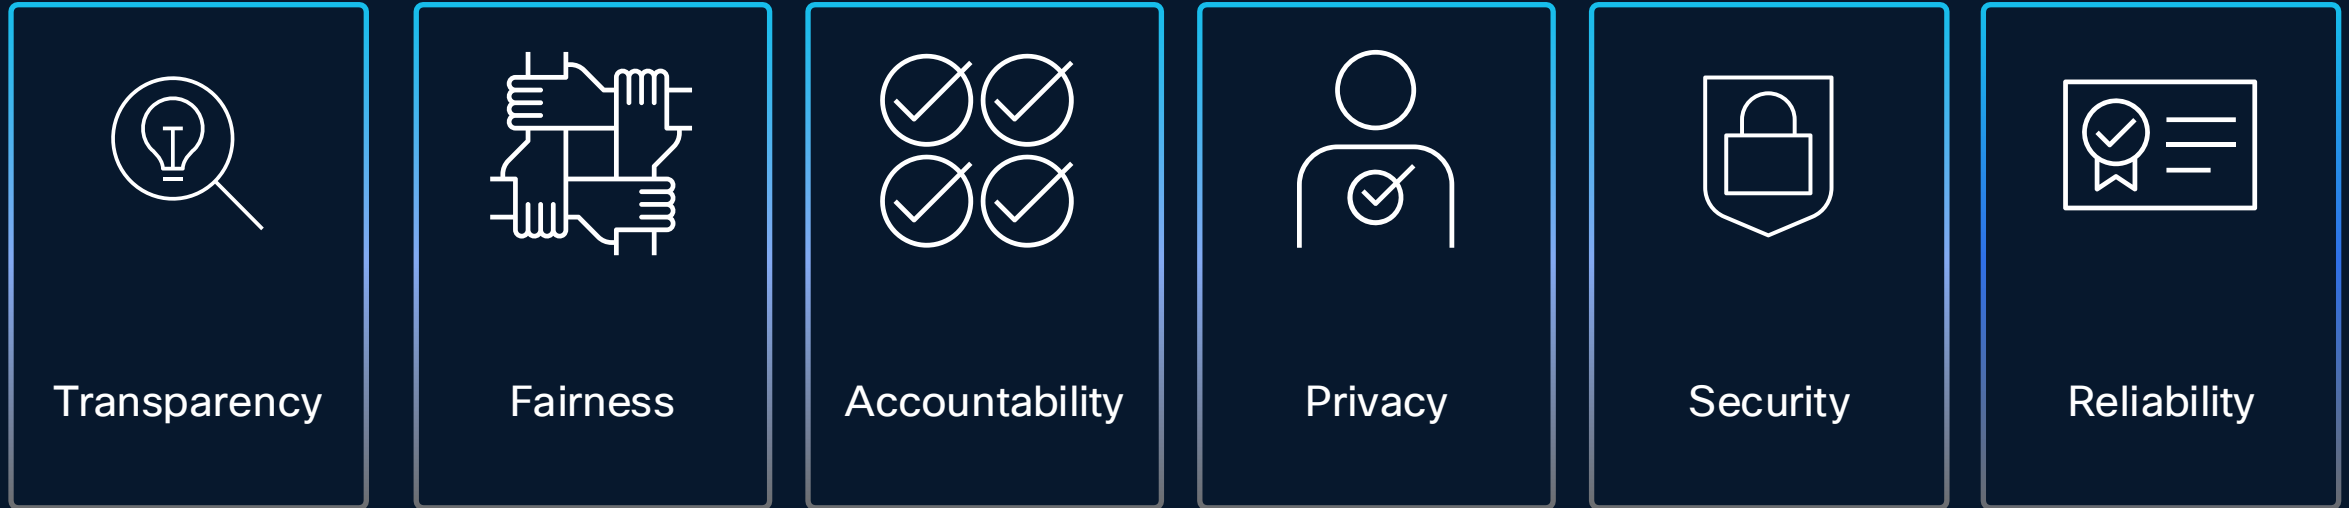 Transparency
Fairness
Accountability
Privacy
Security
Reliability